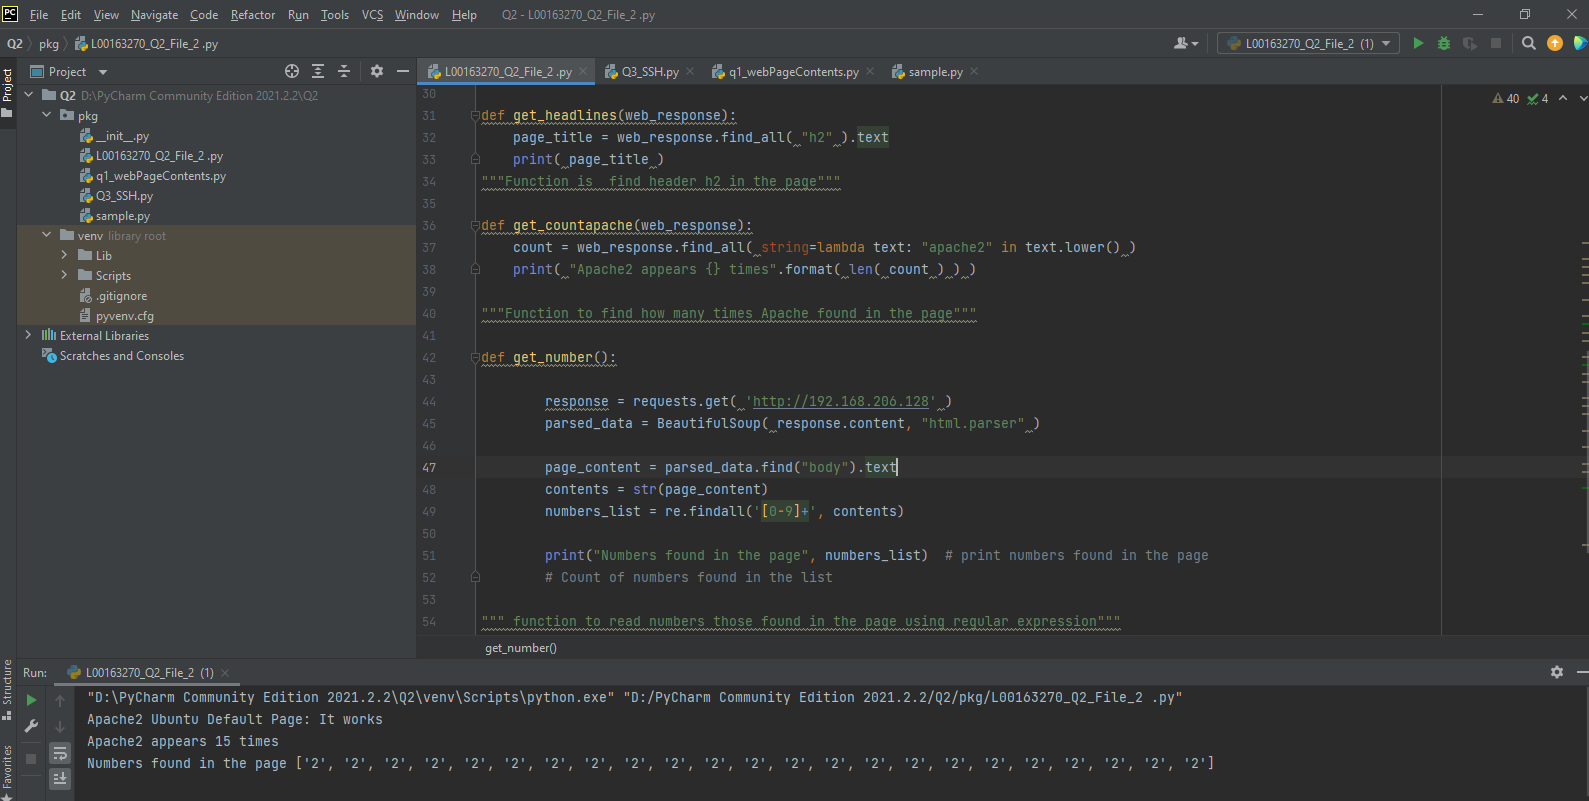 PC File Edit View Navigate Code Refactor Run Tools VCS Window Help Q2 - L00163270_Q2_File_2 .py
Q2 pkg L00163270_Q2_File_2 .py L00163270_Q2_File_2 (1)
Project
Project
L00163270_Q2_File_2 .py Q3_SSH.py q1_webPageContents.py sample.py
Q2 D:\PyCharm Community Edition 2021.2.2\Q2
pkg
__init__.py
L00163270_Q2_File_2 .py
q1_webPageContents.py
Q3_SSH.py
sample.py
venv library root
Lib
Scripts
.gitignore
pyvenv.cfg
External Libraries
Scratches and Consoles
40 4
30
31 def get_headlines(web_response):
32 page_title = web_response.find_all( "h2" ).text
33 print( page_title )
34 """Function is  find header h2 in the page"""
35
36 def get_countapache(web_response):
37 count = web_response.find_all( string=lambda text: "apache2" in text.lower() )
38 print( "Apache2 appears {} times".format( len( count ) ) )
39
40 """Function to find how many times Apache found in the page"""
41
42 def get_number():
43
44 response = requests.get( 'http://192.168.206.128' )
45 parsed_data = BeautifulSoup( response.content, "html.parser" )
46
47 page_content = parsed_data.find("body").text
48 contents = str(page_content)
49 numbers_list = re.findall('[0-9]+', contents)
50
51 print("Numbers found in the page", numbers_list)  # print numbers found in the page
52 # Count of numbers found in the list
53
54 """ function to read numbers those found in the page using regular expression"""
get_number()
Structure
Favorites
Run: L00163270_Q2_File_2 (1)
"D:\PyCharm Community Edition 2021.2.2\Q2\venv\Scripts\python.exe" "D:/PyCharm Community Edition 2021.2.2/Q2/pkg/L00163270_Q2_File_2 .py"
Apache2 Ubuntu Default Page: It works
Apache2 appears 15 times
Numbers found in the page ['2', '2', '2', '2', '2', '2', '2', '2', '2', '2', '2', '2', '2', '2', '2', '2', '2', '2', '2', '2', '2', '2', '2']